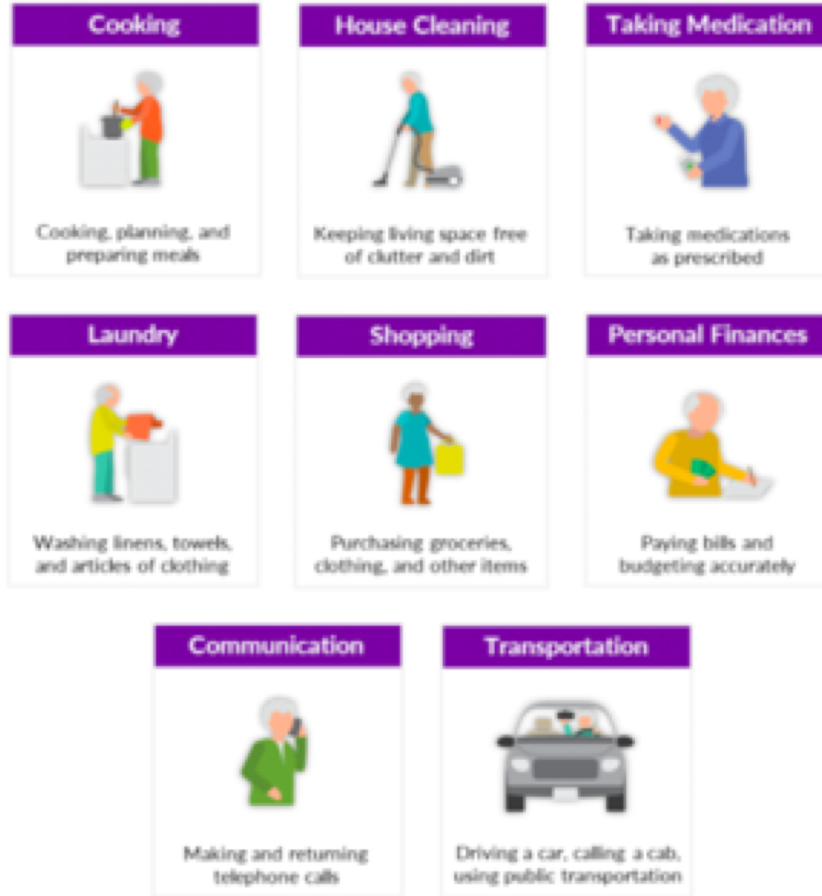 Cooking
Cooking, planning, and
preparing meals
House Cleaning
Keeping living space free
of clutter and dirt
Taking Medication
Taking medications
as prescribed
Laundry
Washing linens, towels,
and articles of clothing
Shopping
Purchasing groceries,
clothing, and other items
Personal Finances
Paying bills and
budgeting accurately
Communication
Making and returning
telephone calls
Transportation
Driving a car, calling a cab,
using public transportation